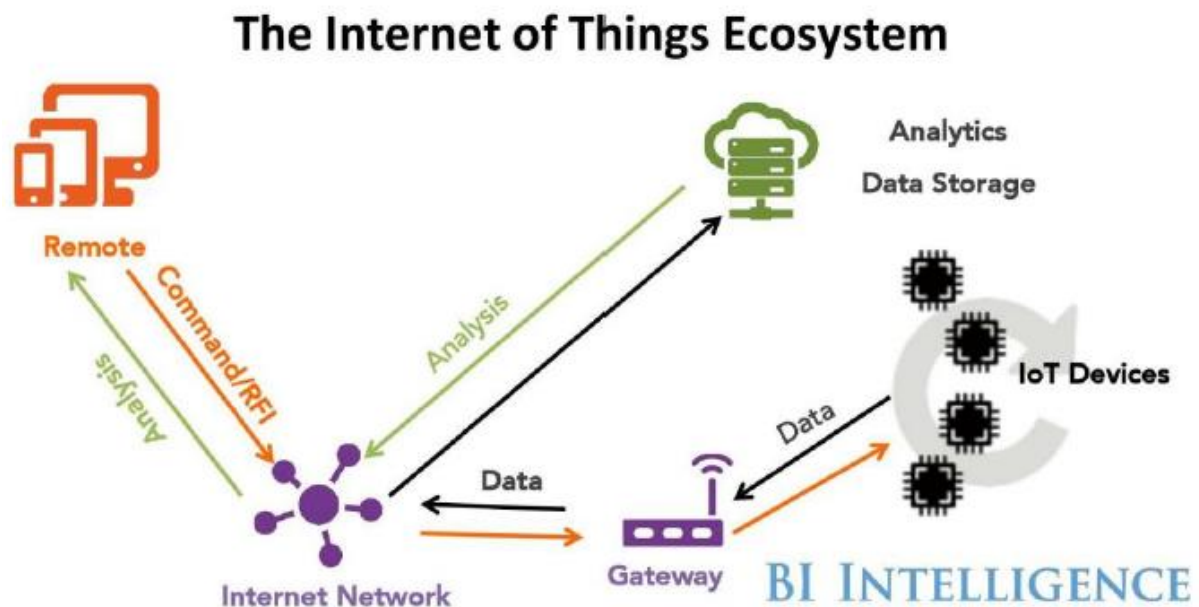 The Internet of Things Ecosystem
Analytics
Data Storage
Remote
Command/RFI
Analysis
Analysis
IoT Devices
Data
Data
Gateway
Internet Network
BI INTELLIGENCE